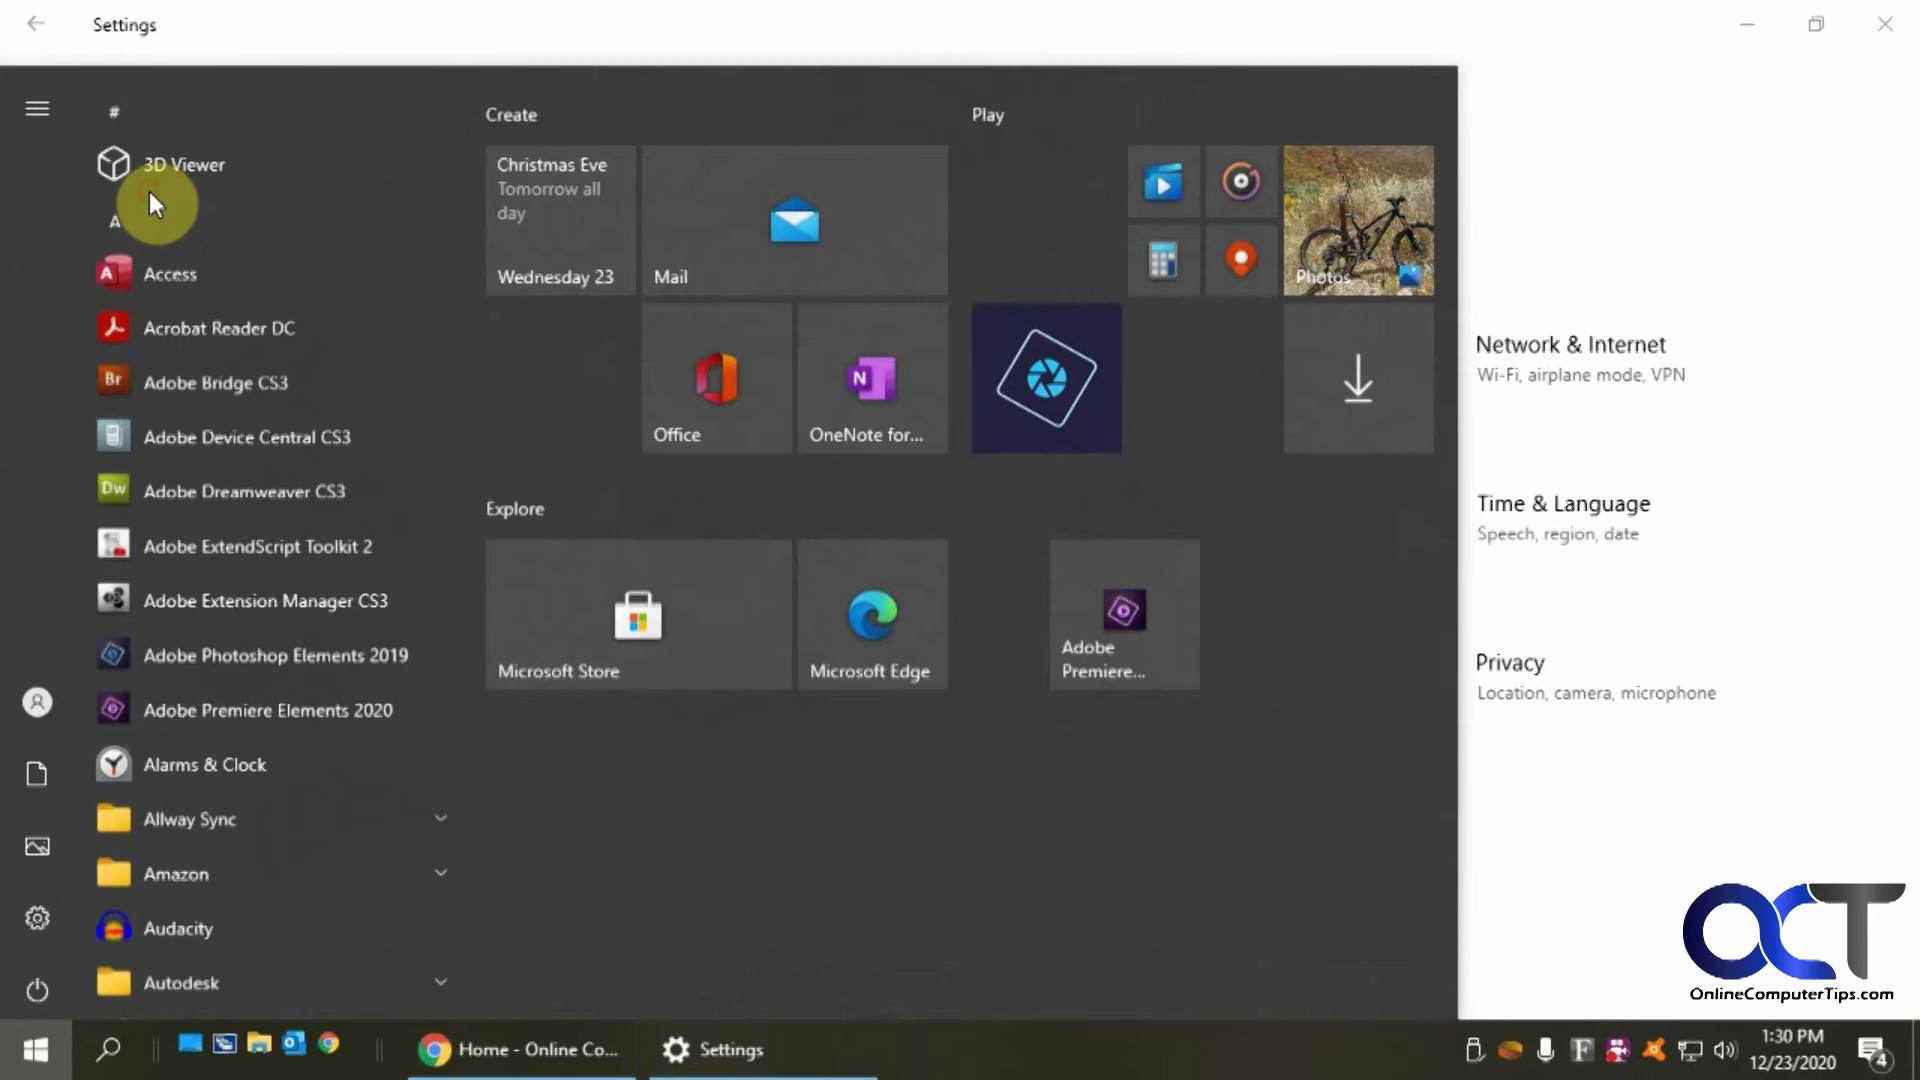 Settings
#
3D Viewer
A
Access
Acrobat Reader DC
Adobe Bridge CS3
Adobe Device Central CS3
Adobe Dreamweaver CS3
Adobe ExtendScript Toolkit 2
Adobe Extension Manager CS3
Adobe Photoshop Elements 2019
Adobe Premiere Elements 2020
Alarms & Clock
Allway Sync
Amazon
Audacity
Autodesk
Create
Christmas Eve
Tomorrow all
day
Wednesday 23
Mail
Office
OneNote for...
Explore
Microsoft Store
Microsoft Edge
Play
Photos
Adobe
Premiere...
Network & Internet
Wi-Fi, airplane mode, VPN
Time & Language
Speech, region, date
Privacy
Location, camera, microphone
OCT
OnlineComputerTips.com
Home - Online Co...
Settings
1:30 PM
12/23/2020
4
A
Br
Dw
N
F